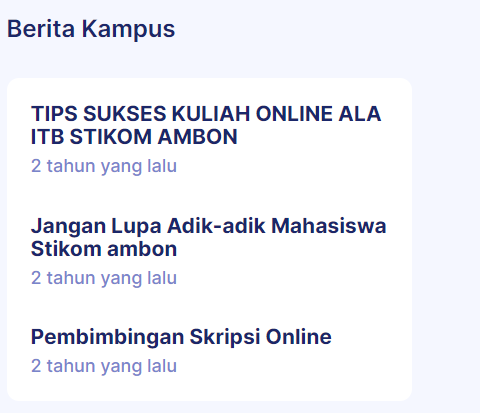 Berita Kampus
TIPS SUKSES KULIAH ONLINE ALA
ITB STIKOM AMBON
2 tahun yang lalu
Jangan Lupa Adik-adik Mahasiswa
Stikom ambon
2 tahun yang lalu
Pembimbingan Skripsi Online
2 tahun yang lalu